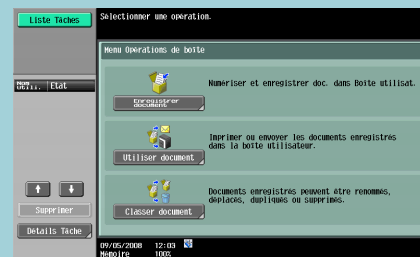 Liste Tâches
Sélectionner une opération.
Menu Opérations de boîte
Nom
Util. Etat
Numériser et enregistrer doc. dans Boîte utilisat.
Enregistrer
document
Imprimer ou envoyer les documents enregistrés
dans la boîte utilisateur.
Utiliser document
Documents enregistrés peuvent être renommés,
déplacés, dupliqués ou supprimés.
Classer document
Supprimer
Détails Tâche
09/05/2008 12:03
Mémoire 100%